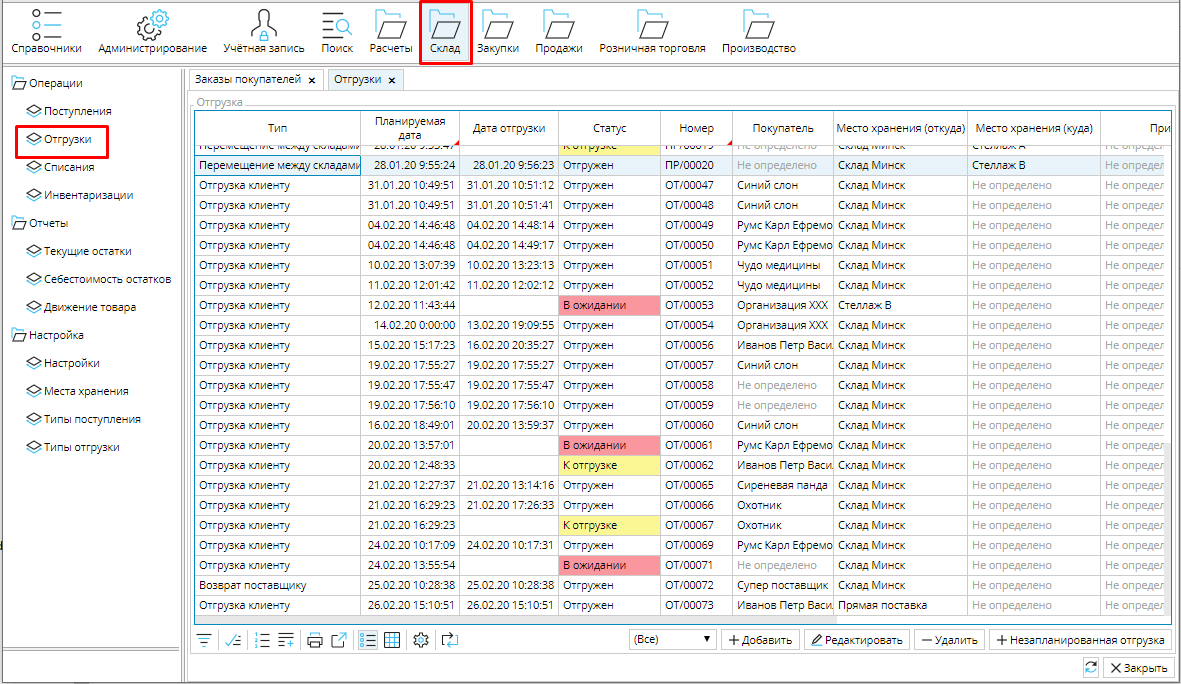 Справочники Администрирование Учётная запись Поиск Расчеты Склад Закупки Продажи Розничная торговля Производство
Операции
Поступления
Отгрузки
Списания
Инвентаризации
Отчеты
Текущие остатки
Себестоимость остатков
Движение товара
Настройка
Настройки
Места хранения
Типы поступления
Типы отгрузки
Заказы покупателей Отгрузки
Отгрузка
Тип Планируемая дата Дата отгрузки Статус Номер Покупатель Место хранения (откуда) Место хранения (куда) При
Перемещение между складами 28.01.20 9:55:24 28.01.20 9:56:23 Отгружен ПР/00020 Не определено Склад Минск Стеллаж В Не определ
Отгрузка клиенту 31.01.20 10:49:51 31.01.20 10:51:12 Отгружен ОТ/00047 Синий слон Склад Минск Не определено Не определ
Отгрузка клиенту 31.01.20 10:49:51 31.01.20 10:51:41 Отгружен ОТ/00048 Синий слон Склад Минск Не определено Не определ
Отгрузка клиенту 04.02.20 14:46:48 04.02.20 14:48:14 Отгружен ОТ/00049 Румс Карл Ефремо Склад Минск Не определено Не определ
Отгрузка клиенту 04.02.20 14:46:48 04.02.20 14:49:17 Отгружен ОТ/00050 Румс Карл Ефремо Склад Минск Не определено Не определ
Отгрузка клиенту 10.02.20 13:07:39 10.02.20 13:23:13 Отгружен ОТ/00051 Чудо медицины Склад Минск Не определено Не определ
Отгрузка клиенту 11.02.20 12:01:42 11.02.20 12:02:12 Отгружен ОТ/00052 Чудо медицины Склад Минск Не определено Не определ
Отгрузка клиенту 12.02.20 11:43:44 В ожидании ОТ/00053 Организация ХХХ Стеллаж В Не определено Не определ
Отгрузка клиенту 14.02.20 0:00:00 13.02.20 19:09:55 Отгружен ОТ/00054 Организация ХХХ Склад Минск Не определено Не определ
Отгрузка клиенту 15.02.20 15:17:23 16.02.20 20:35:27 Отгружен ОТ/00056 Иванов Петр Васи. Склад Минск Не определено Не определ
Отгрузка клиенту 19.02.20 17:55:27 19.02.20 17:55:27 Отгружен ОТ/00057 Синий слон Склад Минск Не определено Не определ
Отгрузка клиенту 19.02.20 17:55:47 19.02.20 17:55:47 Отгружен ОТ/00058 Не определено Склад Минск Не определено Не определ
Отгрузка клиенту 19.02.20 17:56:10 19.02.20 17:56:10 Отгружен ОТ/00059 Не определено Склад Минск Не определено Не определ
Отгрузка клиенту 16.02.20 18:49:01 20.02.20 13:59:37 Отгружен ОТ/00060 Синий слон Склад Минск Не определено Не определ
Отгрузка клиенту 20.02.20 13:57:01 В ожидании ОТ/00061 Румс Карл Ефремо Склад Минск Не определено Не определ
Отгрузка клиенту 20.02.20 12:48:33 К отгрузке ОТ/00062 Иванов Петр Васи. Склад Минск Не определено Не определ
Отгрузка клиенту 21.02.20 12:27:37 21.02.20 13:14:16 Отгружен ОТ/00065 Сиреневая панда Склад Минск Не определено Не определ
Отгрузка клиенту 21.02.20 16:29:23 21.02.20 17:26:33 Отгружен ОТ/00066 Охотник Склад Минск Не определено Не определ
Отгрузка клиенту 21.02.20 16:29:23 К отгрузке ОТ/00067 Охотник Склад Минск Не определено Не определ
Отгрузка клиенту 24.02.20 10:17:09 24.02.20 10:17:31 Отгружен ОТ/00069 Румс Карл Ефремо Склад Минск Не определено Не определ
Отгрузка клиенту 24.02.20 13:55:54 В ожидании ОТ/00071 Не определено Склад Минск Не определено Не определ
Возврат поставщику 25.02.20 10:28:38 25.02.20 10:28:38 Отгружен ОТ/00072 Супер поставщик Склад Минск Не определено Не определ
Отгрузка клиенту 26.02.20 15:10:51 26.02.20 15:10:51 Отгружен ОТ/00073 Иванов Петр Васи. Прямая поставка Не определено Не определ
(Все) Добавить Редактировать Удалить Незапланированная отгрузка
Закрыть